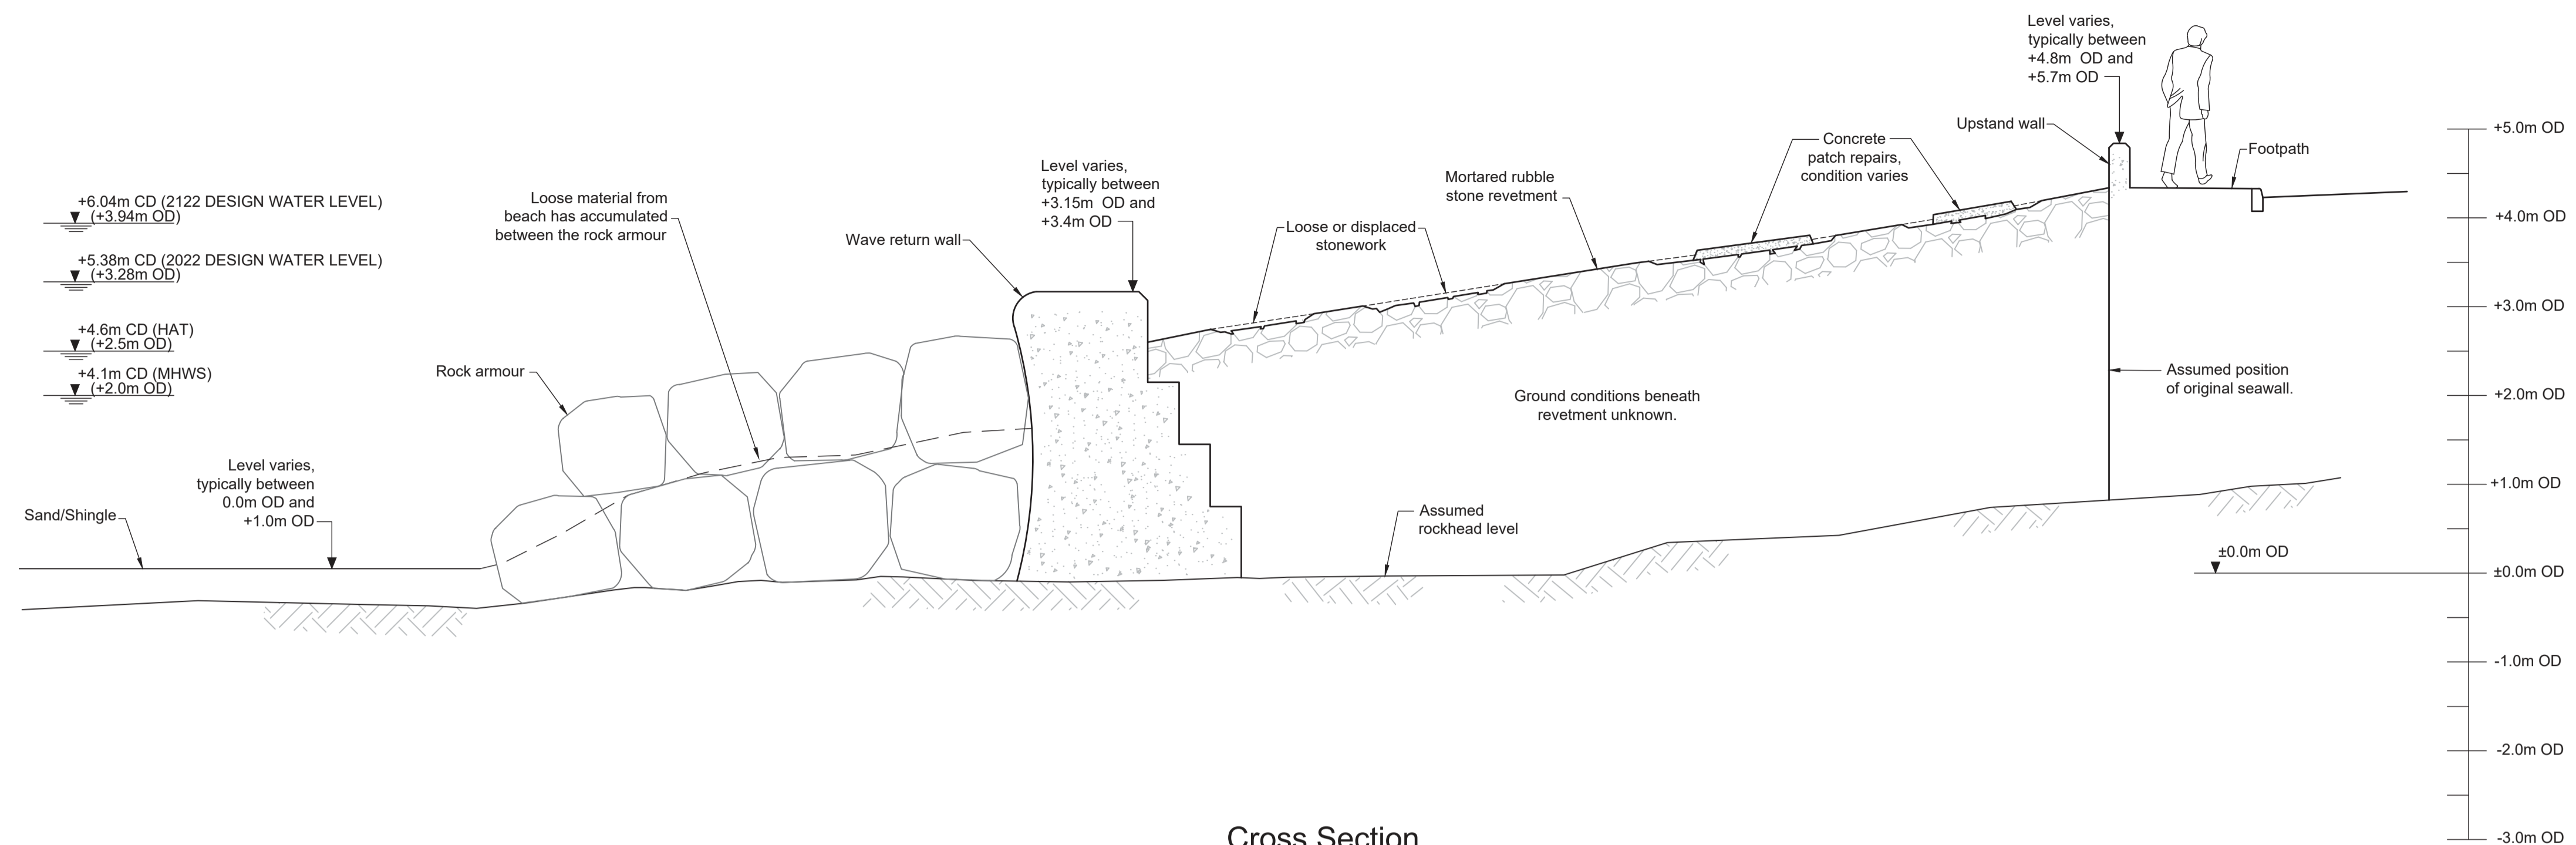 +6.04m CD (2122 DESIGN WATER LEVEL)
(+3.94m OD)
+5.38m CD (2022 DESIGN WATER LEVEL)
(+3.28m OD)
+4.6m CD (HAT)
(+2.5m OD)
+4.1m CD (MHWS)
(+2.0m OD)
Sand/Shingle
Level varies,
typically between
0.0m OD and
+1.0m OD
Rock armour
Loose material from
beach has accumulated
between the rock armour
Wave return wall
Level varies,
typically between
+3.15m  OD and
+3.4m OD
Loose or displaced
stonework
Mortared rubble
stone revetment
Concrete
patch repairs,
condition varies
Upstand wall
Level varies,
typically between
+4.8m  OD and
+5.7m OD
Footpath
Ground conditions beneath
revetment unknown.
Assumed position
of original seawall.
Assumed
rockhead level
±0.0m OD
+5.0m OD
+4.0m OD
+3.0m OD
+2.0m OD
+1.0m OD
±0.0m OD
-1.0m OD
-2.0m OD
-3.0m OD
Cross Section